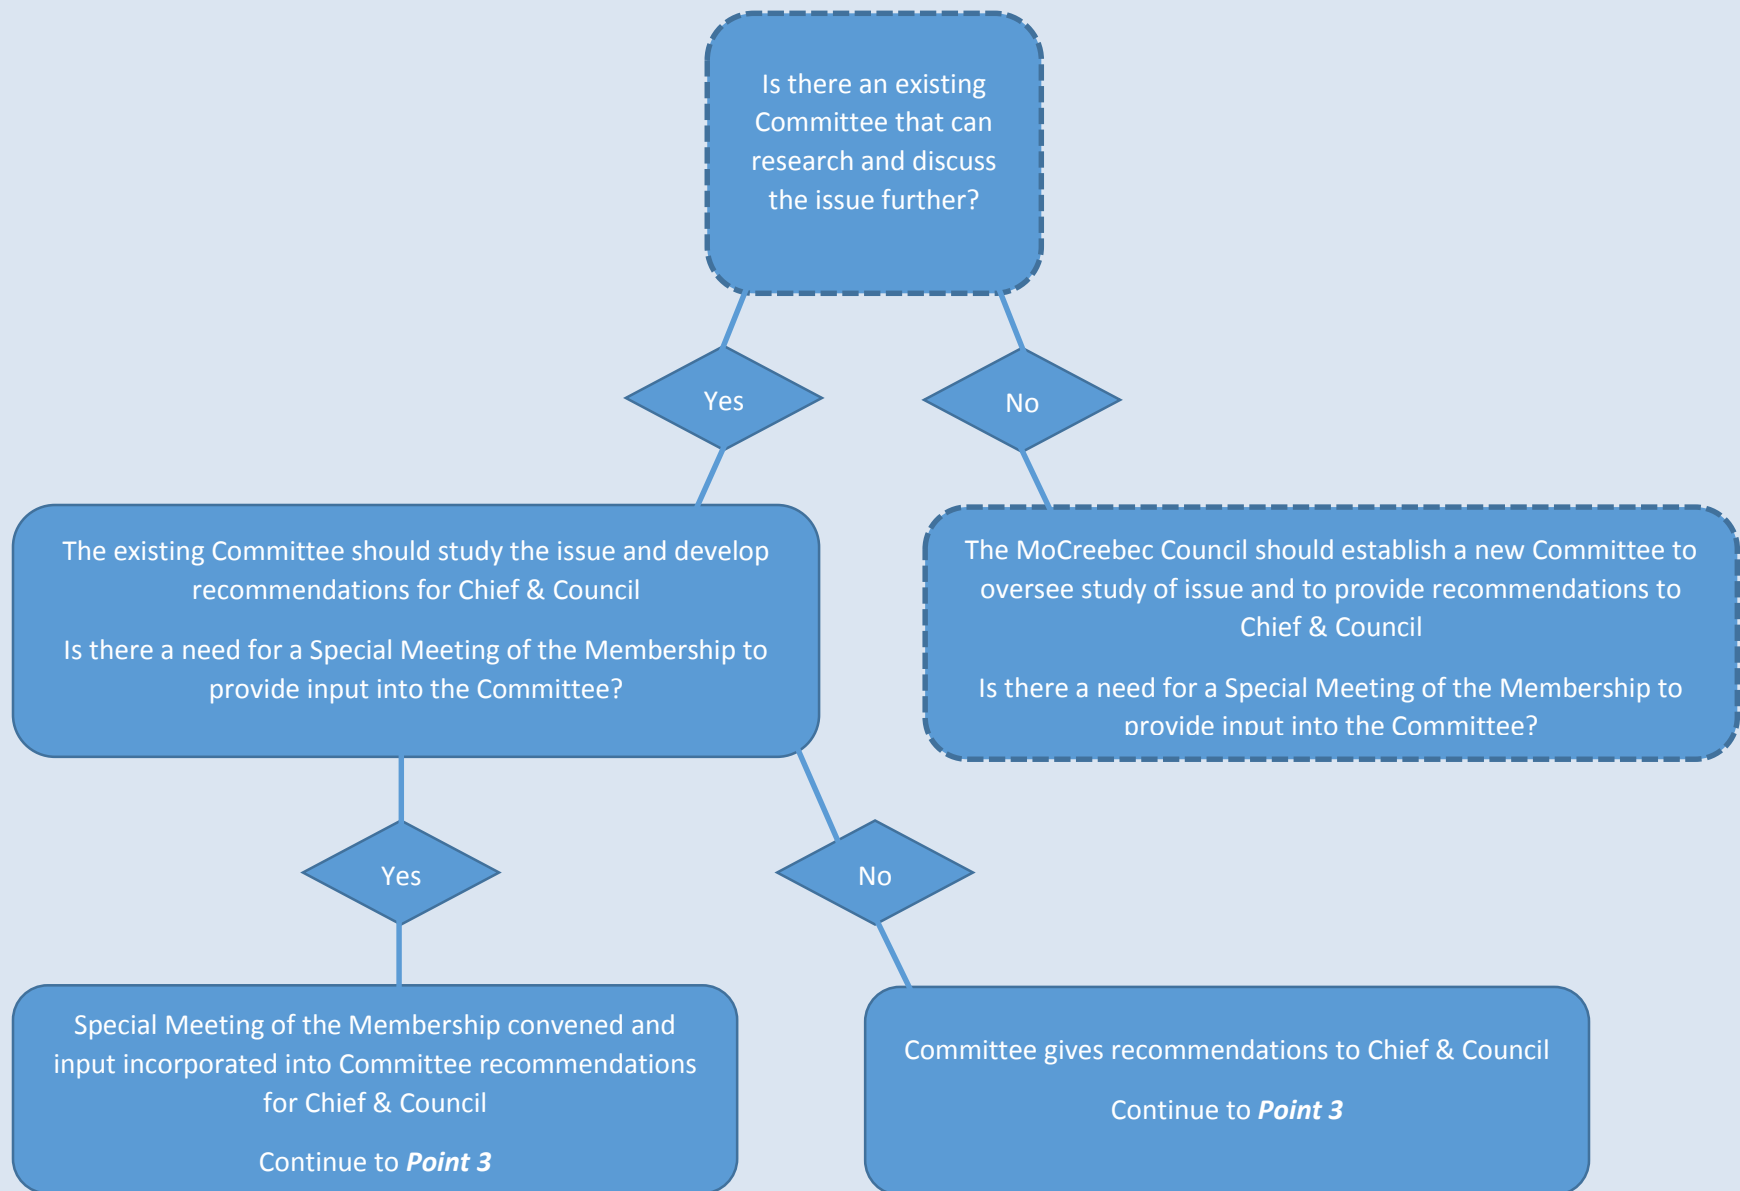 Is there an existing
Committee that can
research and discuss
the issue further?
Yes
No
The existing Committee should study the issue and develop
recommendations for Chief & Council
Is there a need for a Special Meeting of the Membership to
provide input into the Committee?
The MoCreebec Council should establish a new Committee to
oversee study of issue and to provide recommendations to
Chief & Council
Is there a need for a Special Meeting of the Membership to
provide input into the Committee?
Yes
No
Special Meeting of the Membership convened and
input incorporated into Committee recommendations
for Chief & Council
Continue to Point 3
Committee gives recommendations to Chief & Council
Continue to Point 3